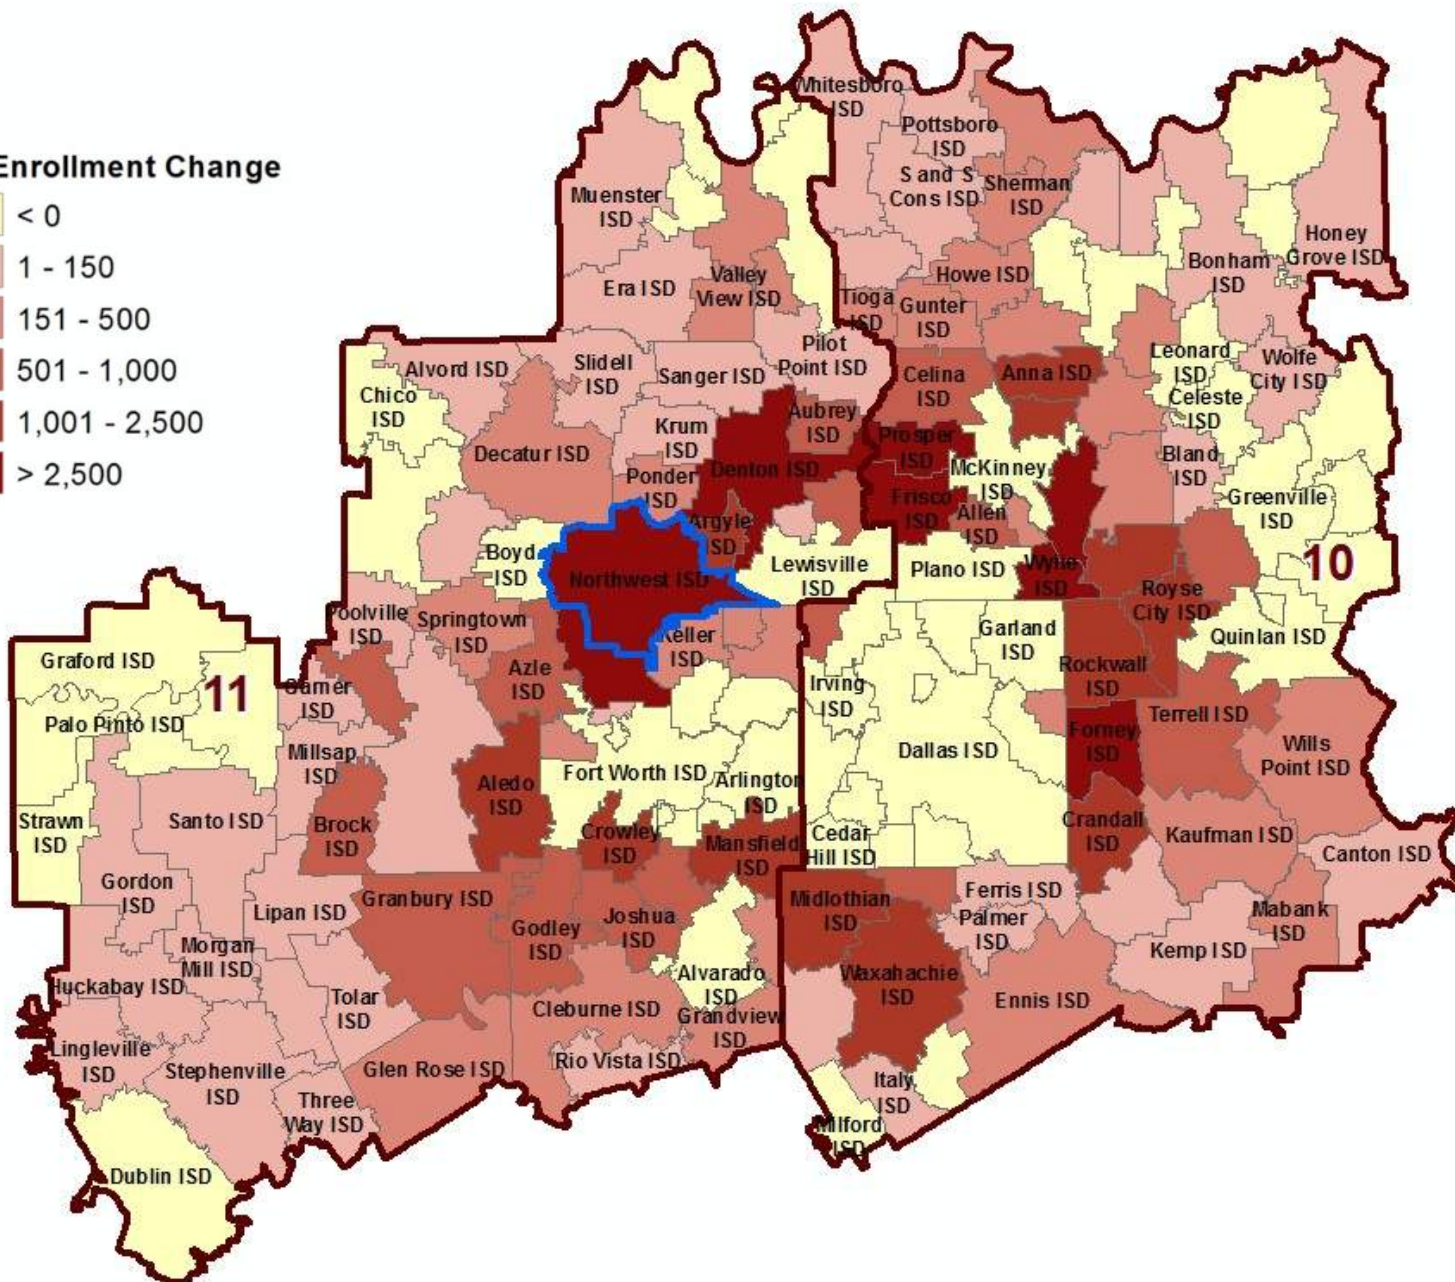 Enrollment Change
< 0
1 - 150
151 - 500
501 - 1,000
1,001 - 2,500
> 2,500
Whitesboro
ISD
Pottsboro
ISD
S and S
Cons ISD
Sherman
ISD
Muenster
ISD
Honey
Grove ISD
Bonham
ISD
Era ISD
Valley
View ISD
Howe ISD
Tioga
ISD
Gunter
ISD
Pilot
Point ISD
Alvord ISD
Slidell
ISD
Sanger ISD
Leonard
ISD
Wolfe
City ISD
Celina
ISD
Anna ISD
Chico
ISD
Celeste
ISD
Aubrey
ISD
Krum
ISD
Decatur ISD
Prosper
ISD
Denton ISD
Ponder
ISD
McKinney
ISD
Bland
ISD
Frisco
ISD
Allen
ISD
Greenville
ISD
Argyle
ISD
Boyd
ISD
Northwest ISD
Lewisville
ISD
Plano ISD
Wylie
ISD
10
Royse
City ISD
Poolville
ISD
Springtown
ISD
Keller
ISD
Garland
ISD
Quinlan ISD
Graford ISD
11
Azle
ISD
Rockwall
ISD
Garner
ISD
Irving
ISD
Palo Pinto ISD
Terrell ISD
Forney
ISD
Millsap
ISD
Dallas ISD
Wills
Point ISD
Fort Worth ISD
Arlington
ISD
Aledo
ISD
Strawn
ISD
Santo ISD
Brock
ISD
Crowley
ISD
Mansfield
ISD
Cedar
Hill ISD
Crandall
ISD
Kaufman ISD
Canton ISD
Gordon
ISD
Lipan ISD
Granbury ISD
Midlothian
ISD
Ferris ISD
Palmer
ISD
Mabank
ISD
Godley
ISD
Joshua
ISD
Morgan
Mill ISD
Kemp ISD
Huckabay ISD
Alvarado
ISD
Waxahachie
ISD
Tolar
ISD
Cleburne ISD
Ennis ISD
Grandview
ISD
Lingleville
ISD
Stephenville
ISD
Glen Rose ISD
Rio Vista ISD
Italy
ISD
Three
Way ISD
Milford
ISD
Dublin ISD